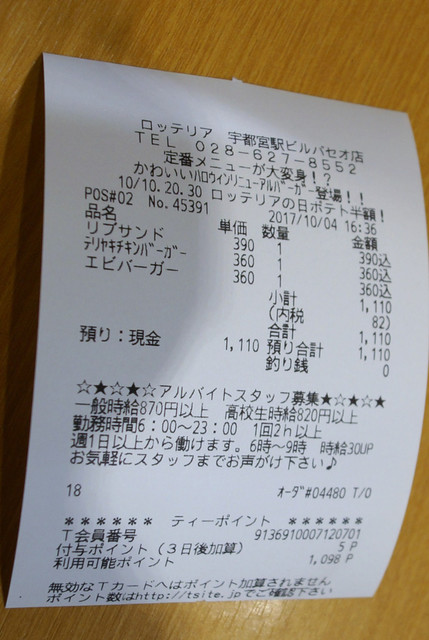 ロッテリア 宇都宮駅ビルパセオ店
TEL 028-627-8552
定番メニューが大変身!?
かわいいハロウィンリニューアルバーガー登場!!
10/10.20.30 ロッテリアの日ポテト半額!
POS#02 No.45391 2017/10/04 16:36
品名 単価 数量 金額
リブサンド 390 1 390込
テリヤキチキンバーガー 360 1 360込
エビバーガー 360 1 360込
小計 1,110
(内税 82)
合計 1,110
預り:現金 1,110 預り合計 1,110
釣り銭 0
☆★☆★☆アルバイトスタッフ募集★☆★☆★
一般時給870円以上 高校生時給820円以上
勤務時間6:00~23:00 1回2h以上
週1日以上から働けます。6時~9時 時給30UP
お気軽にスタッフまでお声がけ下さい♪
18 オーダ#04480 T/O
****** ティーポイント ******
T会員番号 9136910007120701
付与ポイント(3日後加算) 5 P
利用可能ポイント 1,098 P
無効なTカードへはポイント加算されません
ポイント数はhttp://tsite.jpでご確認下さい